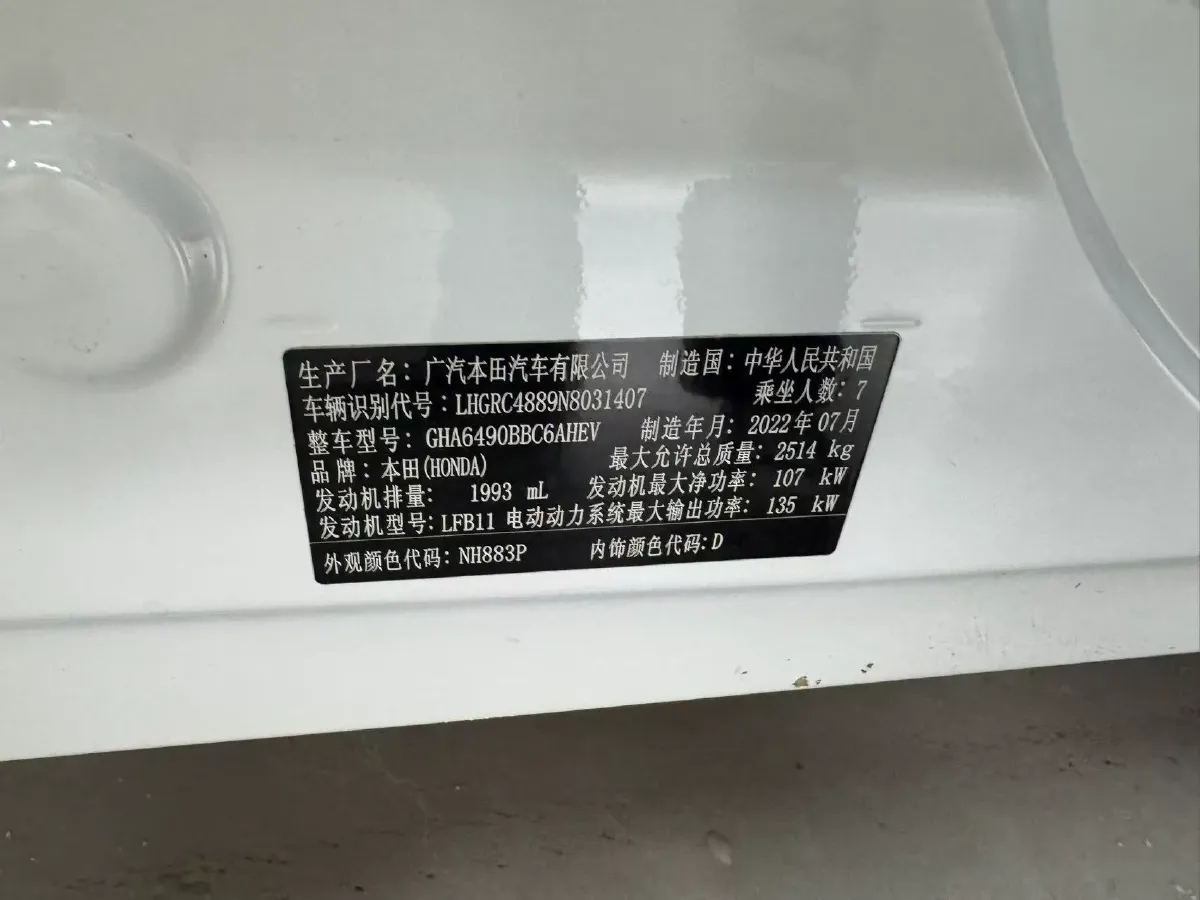 生产厂名：广汽本田汽车有限公司 制造国：中华人民共和国
车辆识别代号：LHGRC4889N8031407 乘坐人数：7
整车型号：GHA6490BBC6AHEV 制造年月：2022年07月
品牌：本田(HONDA) 最大允许总质量：2514 kg
发动机排量： 1993 mL 发动机最大净功率： 107 kW
发动机型号：LFB11 电动动力系统最大输出功率： 135 kW
外观颜色代码：NH883P 内饰颜色代码：D